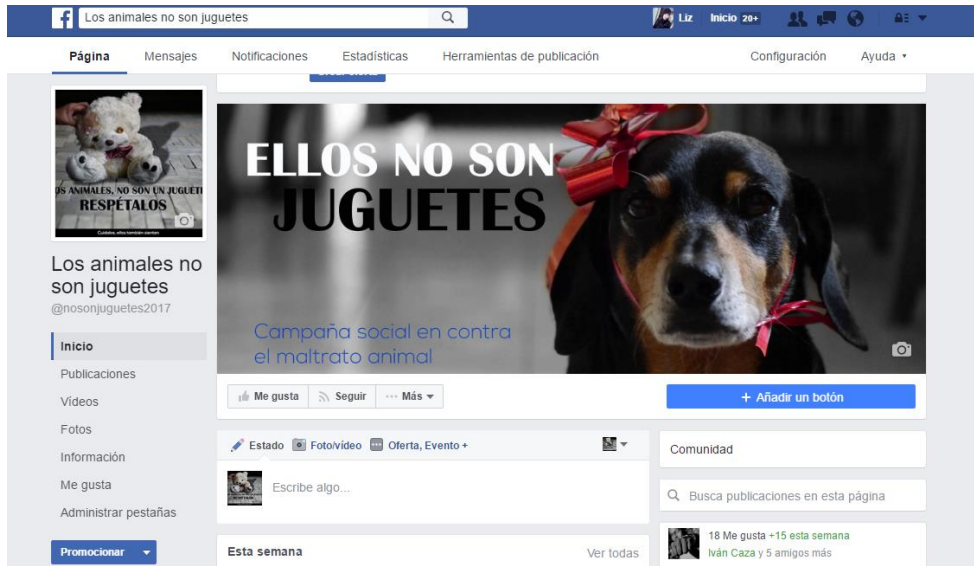 Los animales no son juguetes
Liz Inicio 20+
Página Mensajes Notificaciones Estadísticas Herramientas de publicación Configuración Ayuda
OS ANIMALES, NO SON UN JUGUETE
RESPÉTALOS
Cuídalos, ellos también sienten
Los animales no
son juguetes
@nosonjuguetes2017
Inicio
Publicaciones
Vídeos
Fotos
Información
Me gusta
Administrar pestañas
Promocionar
ELLOS NO SON
JUGUETES
Campaña social en contra
el maltrato animal
Me gusta Seguir Más
+ Añadir un botón
Estado Foto/vídeo Oferta, Evento +
Escribe algo...
Esta semana Ver todas
Comunidad
Busca publicaciones en esta página
18 Me gusta +15 esta semana
Iván Caza y 5 amigos más